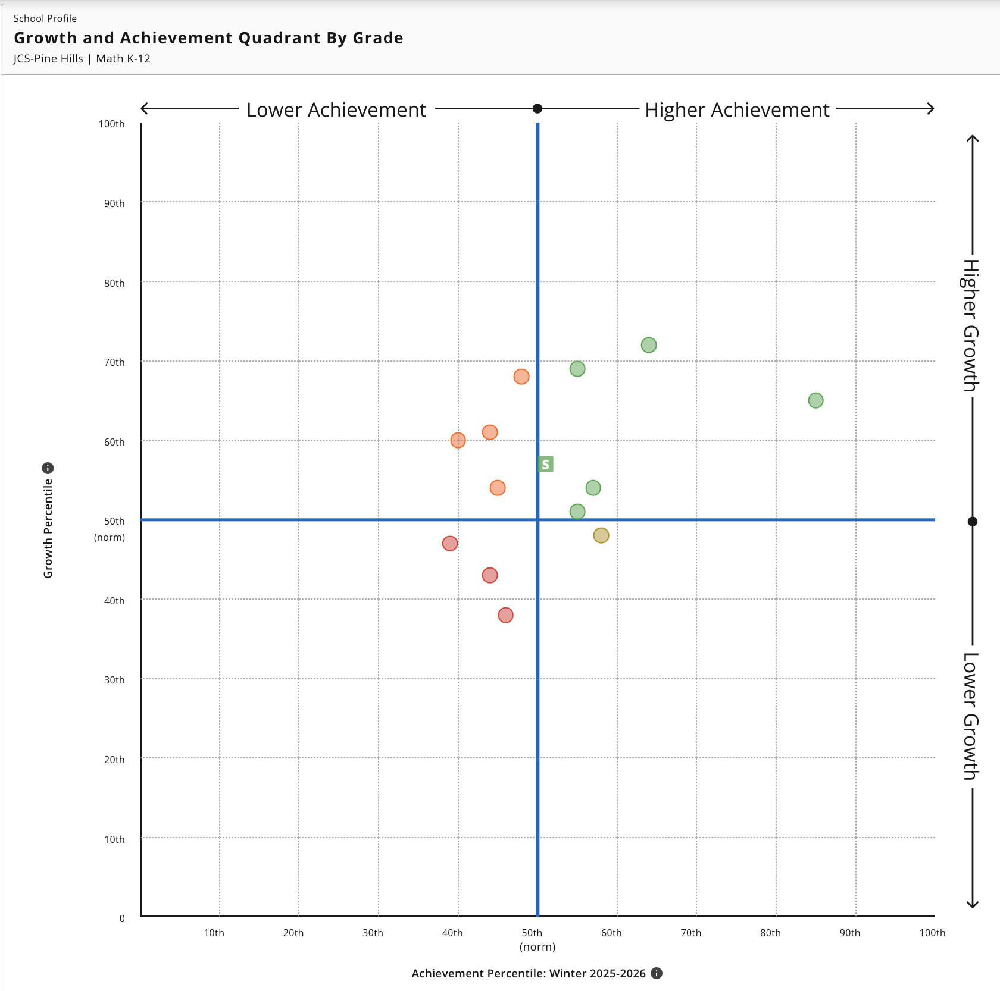 School Profile
Growth and Achievement Quadrant By Grade
JCS-Pine Hills | Math K-12
Lower Achievement
Higher Achievement
100th
90th
80th
70th
60th
50th
(norm)
40th
30th
20th
10th
0
Growth Percentile
S
Higher Growth
Lower Growth
10th
20th
30th
40th
50th
(norm)
60th
70th
80th
90th
100th
Achievement Percentile: Winter 2025-2026